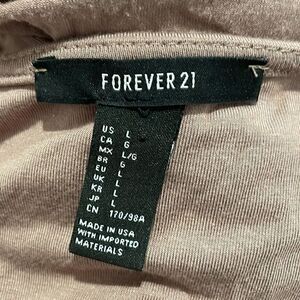 FOREVER 21
US L
CA G
MX L/G
BR G
EU L
UK L
KR L
JP L
CN 170/98A
MADE IN USA
WITH IMPORTED
MATERIALS